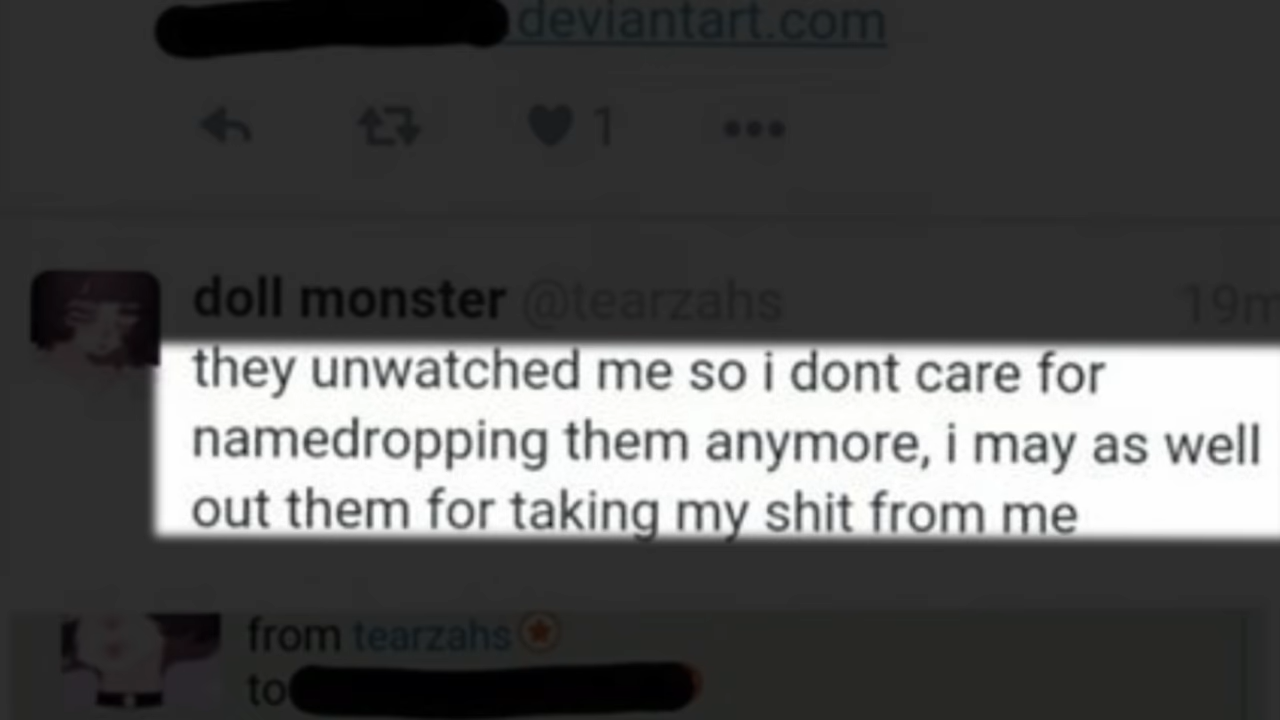 deviantart.com
1
doll monster @tearzahs 19m
they unwatched me so i dont care for
namedropping them anymore, i may as well
out them for taking my shit from me
from tearzahs
to